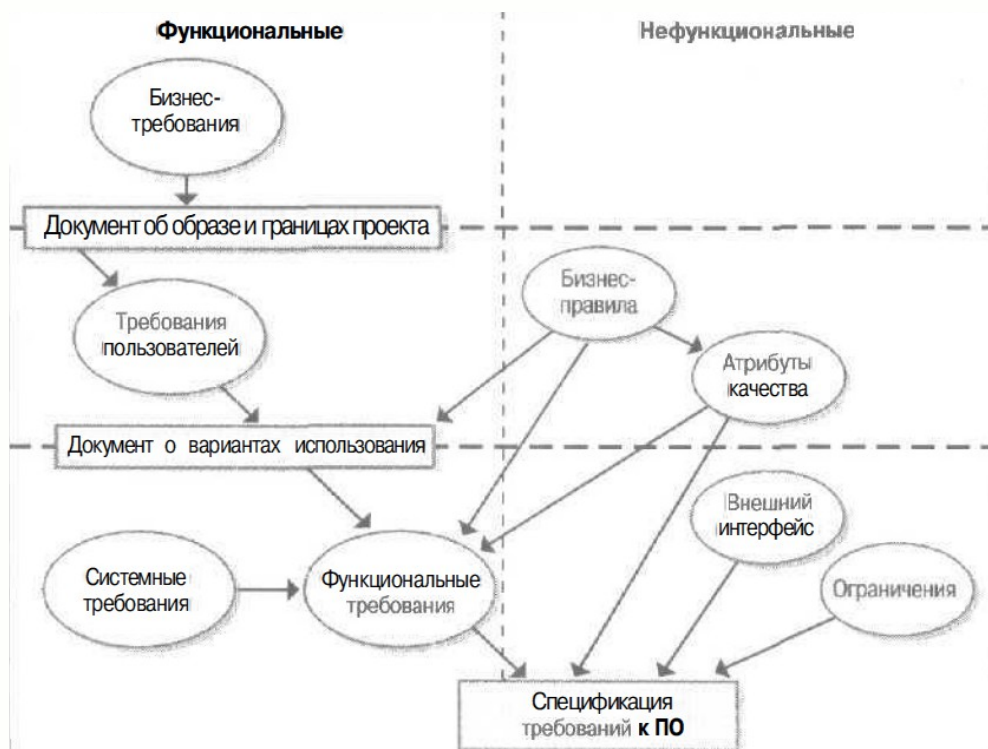 Функциональные
Нефункциональные
Бизнес-
требования
Документ об образе и границах проекта
Бизнес-
правила
Требования
пользователей
Атрибуты
качества
Документ о вариантах использования
Внешний
интерфейс
Системные
требования
Функциональные
требования
Ограничения
Спецификация
требований к ПО